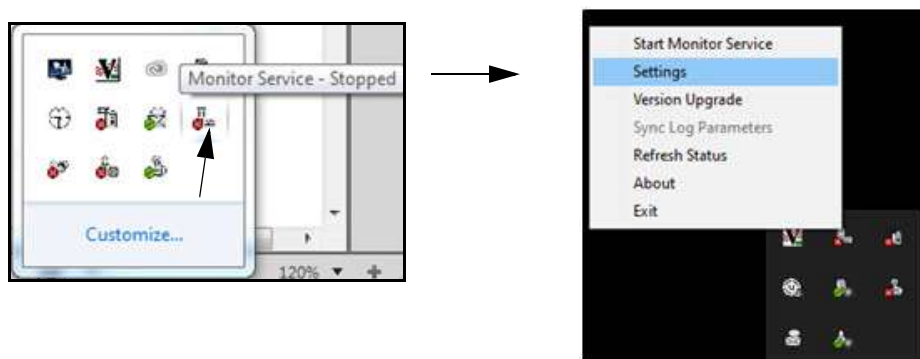 Monitor Service - Stopped
Customize...
120%
Start Monitor Service
Settings
Version Upgrade
Sync Log Parameters
Refresh Status
About
Exit